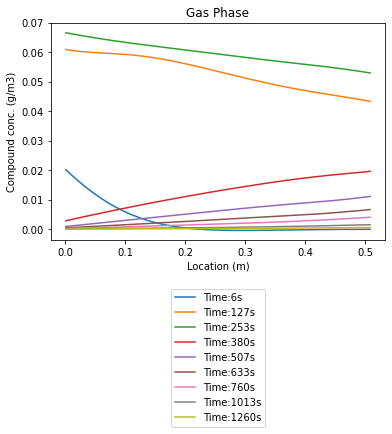 Gas Phase
Compound conc. (g/m3)
0.07
0.06
0.05
0.04
0.03
0.02
0.01
0.00
0.0 0.1 0.2 0.3 0.4 0.5
Location (m)
Time:6s
Time:127s
Time:253s
Time:380s
Time:507s
Time:633s
Time:760s
Time:1013s
Time:1260s